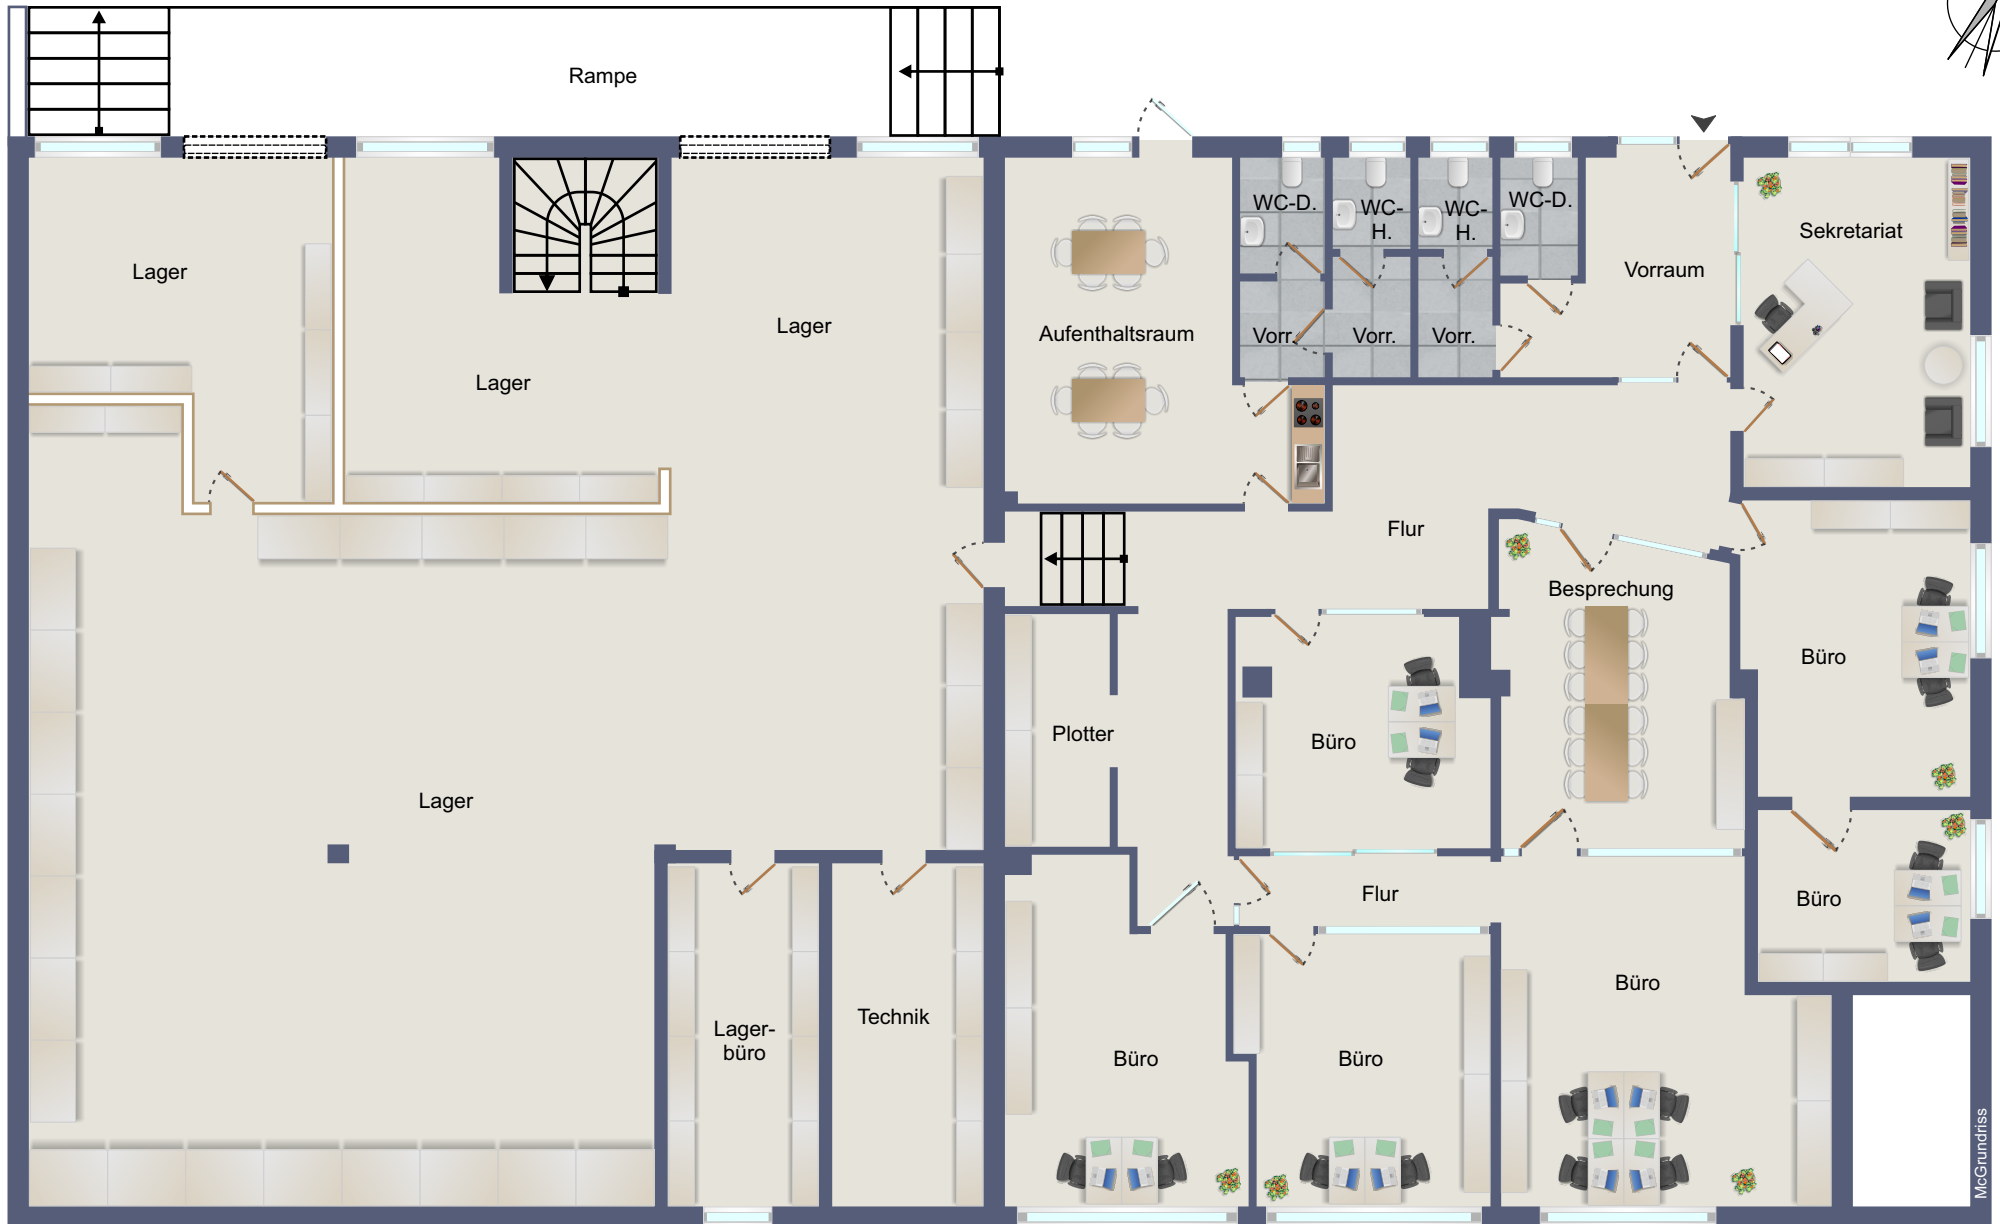 Rampe
WC-D.
WC-
H.
WC-
H.
WC-D.
Sekretariat
Lager
Vorraum
Lager
Aufenthaltsraum
Vorr.
Vorr.
Vorr.
Lager
Flur
Besprechung
Büro
Plotter
Büro
Lager
Flur
Büro
Büro
Technik
Lager-
büro
Büro
Büro
McGrundriss